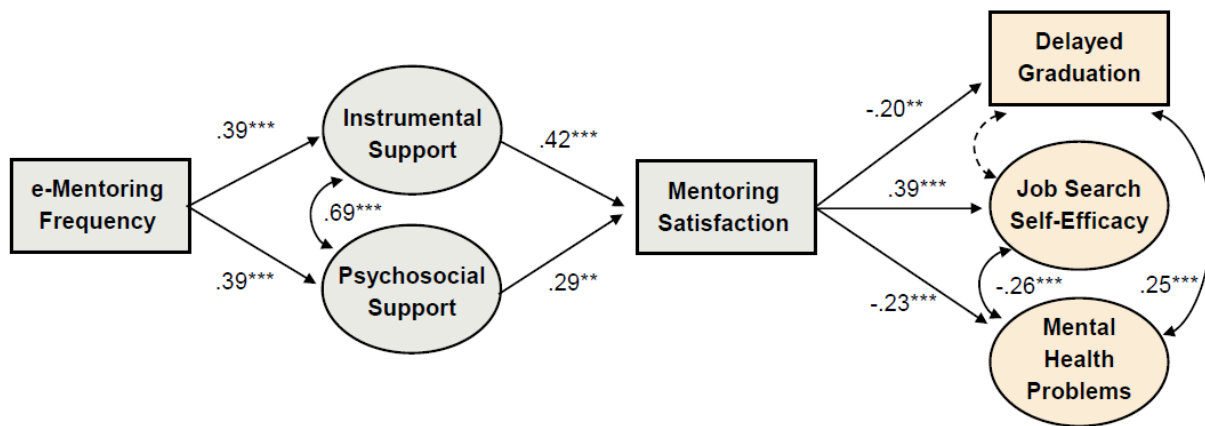 e-Mentoring
Frequency
.39***
.39***
Instrumental
Support
.69***
Psychosocial
Support
.42***
.29**
Mentoring
Satisfaction
-.20**
.39***
-.23***
Delayed
Graduation
Job Search
Self-Efficacy
-.26***
.25***
Mental
Health
Problems